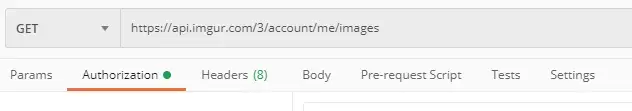 GET https://api.imgur.com/3/account/me/images
Params Authorization Headers (8) Body Pre-request Script Tests Settings